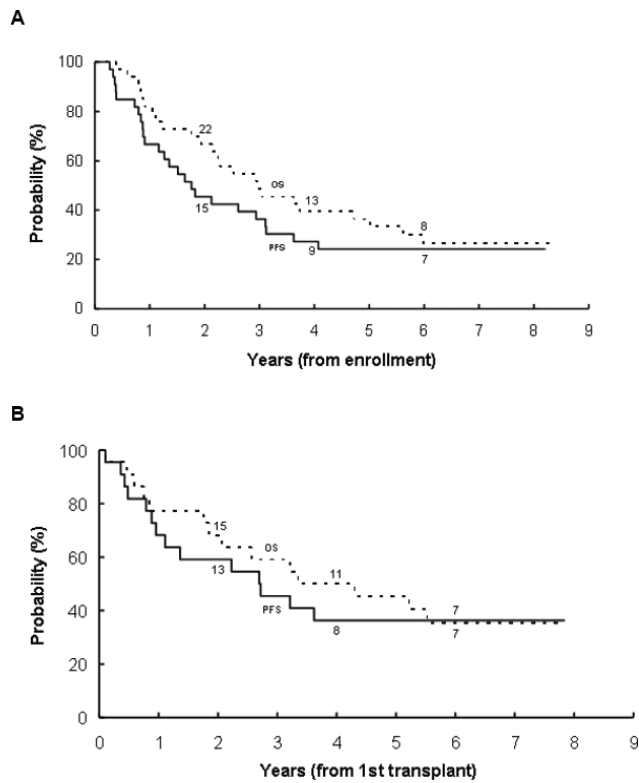 A
100
80
60
40
20
0
Probability (%)
22
OS
13
8
15
PFS
9
7
0 1 2 3 4 5 6 7 8 9
Years (from enrollment)
B
100
80
60
40
20
0
Probability (%)
15
OS
11
7
13
PFS
8
7
0 1 2 3 4 5 6 7 8 9
Years (from 1st transplant)